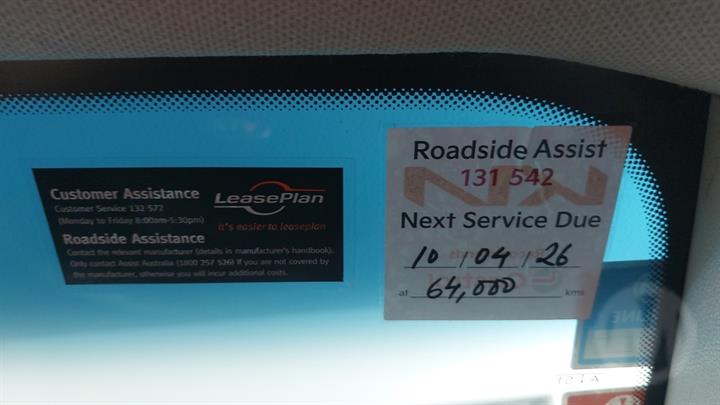 Customer Assistance
Customer Service 132 572
(Monday to Friday 8:00am-5:30pm)
LeasePlan
it's easier to leaseplan
Roadside Assistance
Contact the relevant manufacturer (details in manufacturer's handbook).
Only contact Assist Australia (1800 257 526) if you are not covered by
the manufacturer, otherwise you will incur additional costs.
Roadside Assist
131 542
Next Service Due
10 / 04 / 26
at 64,000 kms